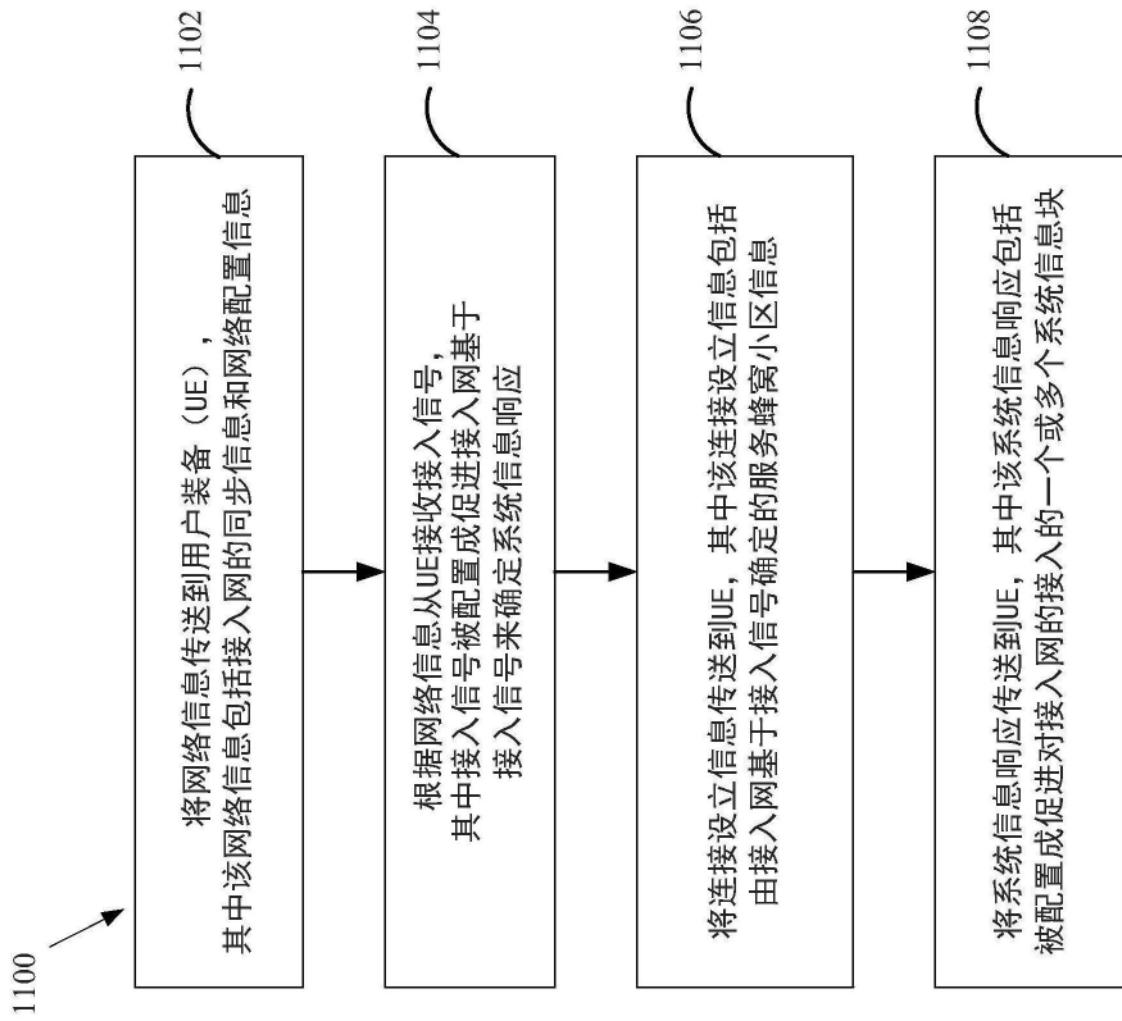 1100
1102
将网络信息传送到用户装备（UE），
其中该网络信息包括接入网的同步信息和网络配置信息
1104
根据网络信息从UE接收接入信号，
其中接入信号被配置成促进接入网基于
接入信号来确定系统信息响应
1106
将连接设立信息传送到UE，其中该连接设立信息包括
由接入网基于接入信号确定的服务蜂窝小区信息
1108
将系统信息响应传送到UE，其中该系统信息响应包括
被配置成促进对接入网的接入的一个或多个系统信息块